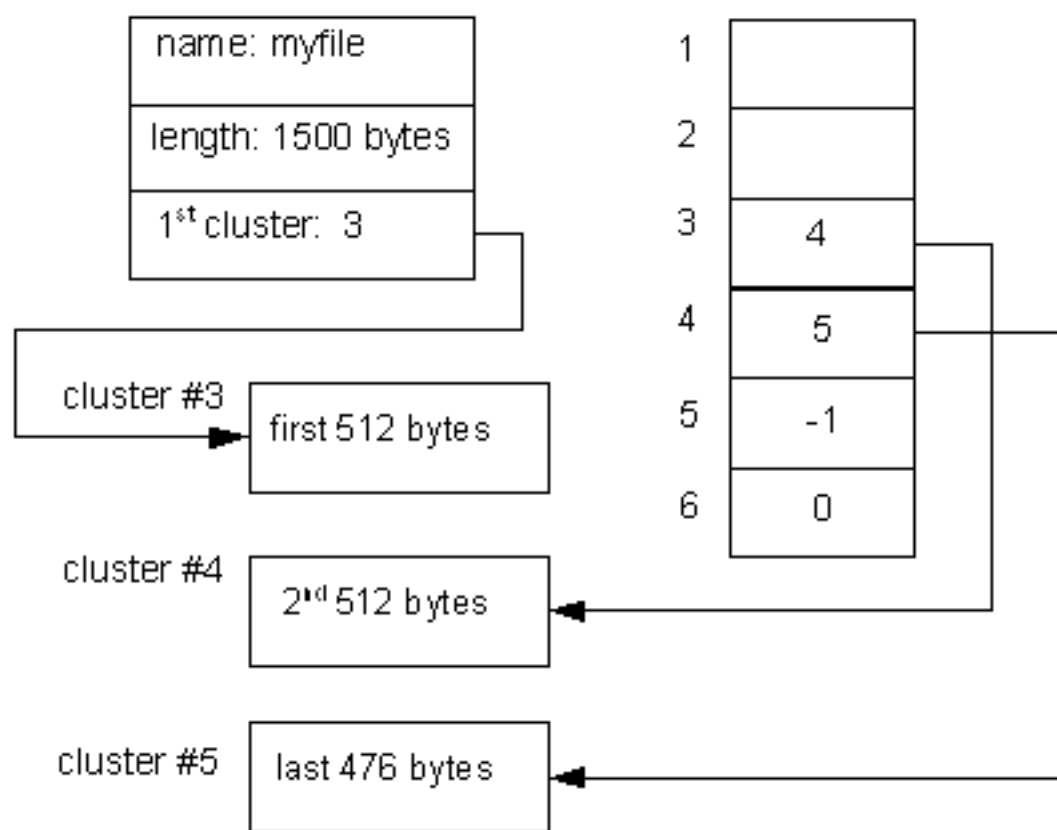 name: myfile
length: 1500 bytes
1st cluster: 3
cluster #3
first 512 bytes
cluster #4
2nd 512 bytes
cluster #5
last 476 bytes
1
2
3
4
4
5
5
-1
6
0